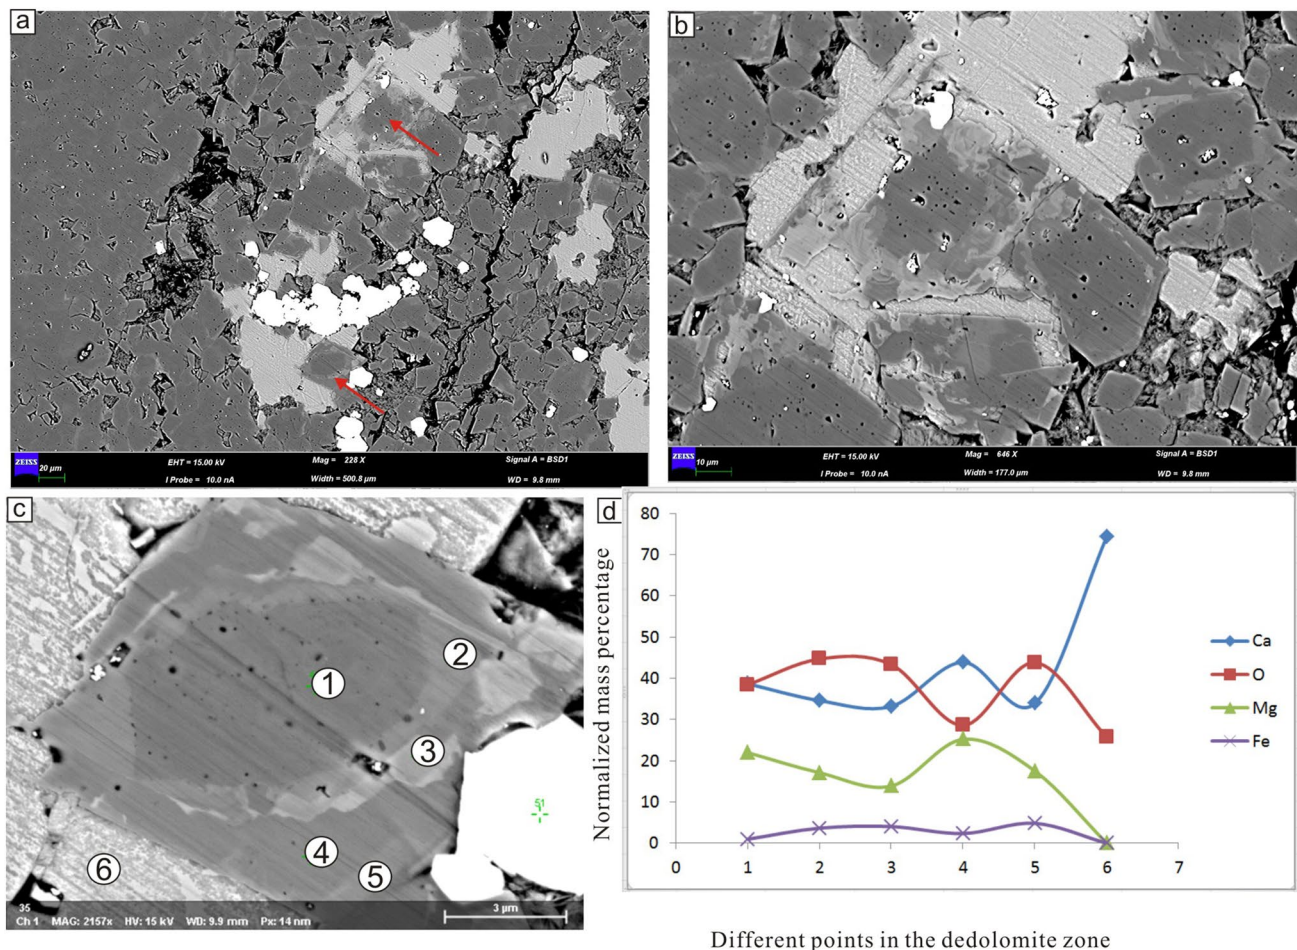 a
ZEISS
20 µm
EHT = 15.00 kV
Mag = 228 X
Signal A = BSD1
I Probe = 10.0 nA
Width = 500.8 µm
WD = 9.8 mm
b
ZEISS
10 µm
EHT = 15.00 kV
Mag = 646 X
Signal A = BSD1
I Probe = 10.0 nA
Width = 177.0 µm
WD = 9.8 mm
c
1
2
3
51
4
5
6
35
Ch 1 MAG: 2157x HV: 15 kV WD: 9.9 mm Px: 14 nm
3 µm
d
Normalized mass percentage
80
70
60
50
40
30
20
10
0
0 1 2 3 4 5 6 7
Ca
O
Mg
Fe
Different points in the dedolomite zone